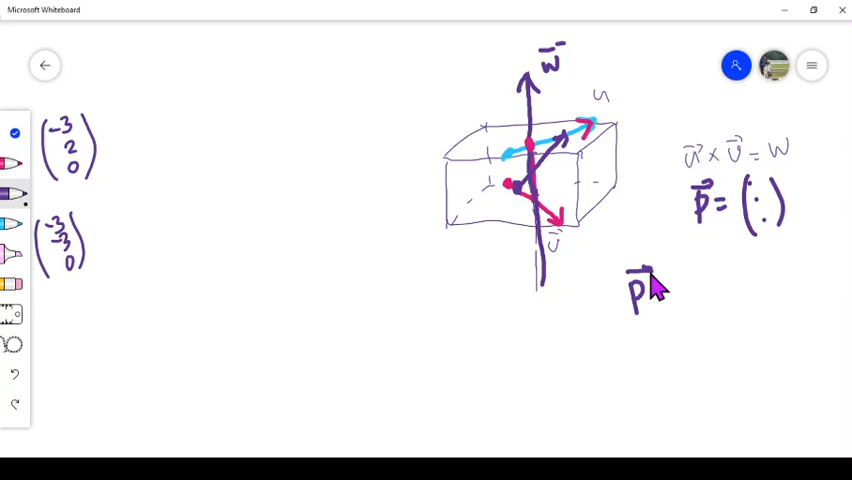 Microsoft Whiteboard
w⃗
u
(-3
2
0)
u⃗ × v⃗ = w
p⃗ = (:.)
(-3
-3
0)
v⃗
p⃗